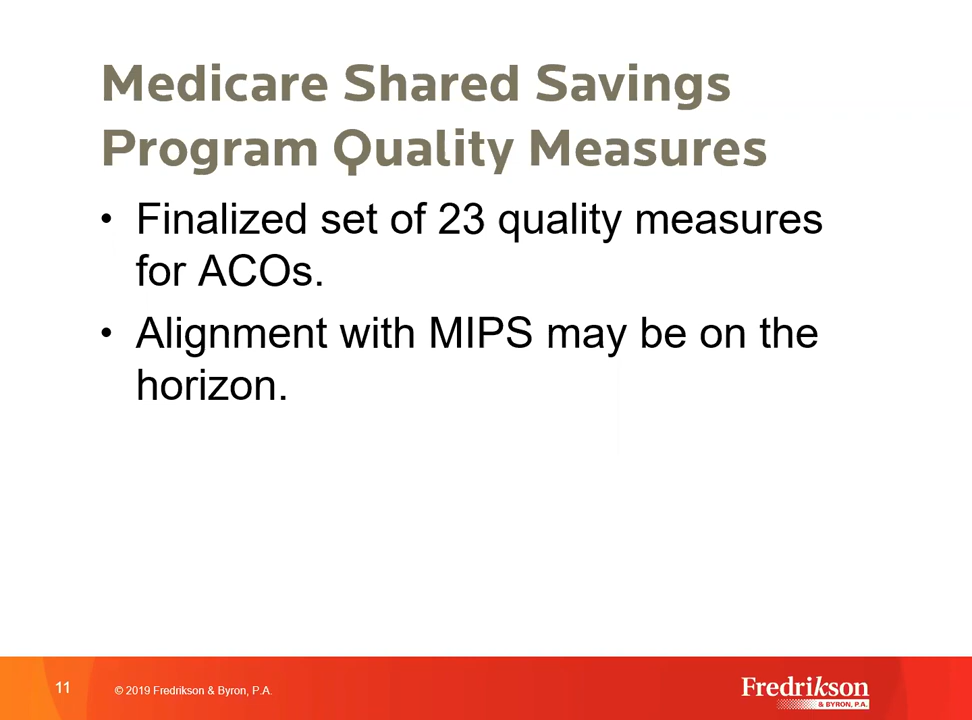 Medicare Shared Savings
Program Quality Measures
• Finalized set of 23 quality measures
for ACOs.
• Alignment with MIPS may be on the
horizon.
11
© 2019 Fredrikson & Byron, P.A.
Fredrikson
& BYRON, P.A.